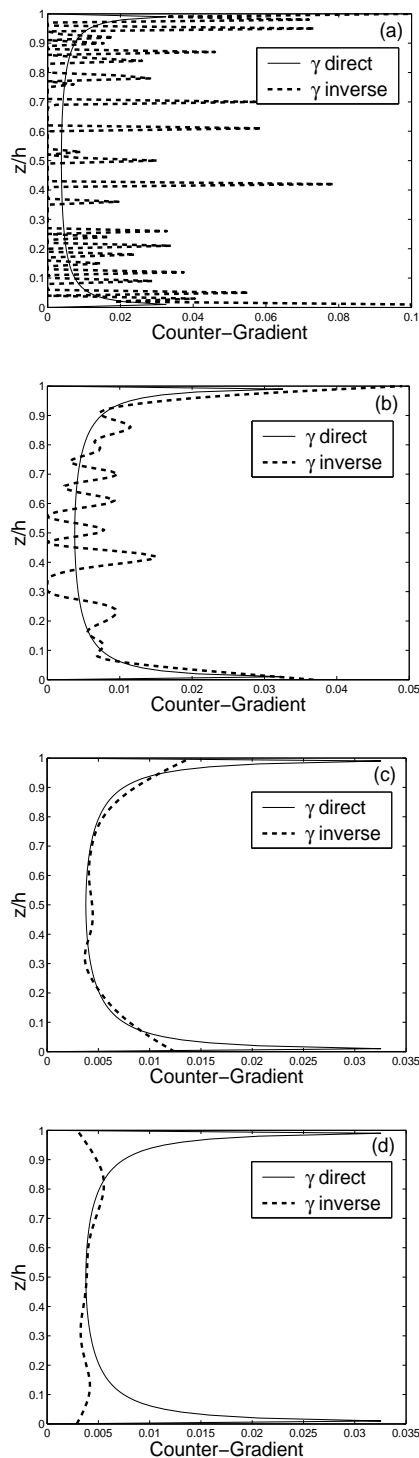 (a)
γ direct
γ inverse
z/h
1
0.9
0.8
0.7
0.6
0.5
0.4
0.3
0.2
0.1
0
0 0.02 0.04 0.06 0.08 0.1
Counter−Gradient
(b)
γ direct
γ inverse
z/h
1
0.9
0.8
0.7
0.6
0.5
0.4
0.3
0.2
0.1
0
0 0.01 0.02 0.03 0.04 0.05
Counter−Gradient
(c)
γ direct
γ inverse
z/h
1
0.9
0.8
0.7
0.6
0.5
0.4
0.3
0.2
0.1
0
0 0.005 0.01 0.015 0.02 0.025 0.03 0.035
Counter−Gradient
(d)
γ direct
γ inverse
z/h
1
0.9
0.8
0.7
0.6
0.5
0.4
0.3
0.2
0.1
0
0 0.005 0.01 0.015 0.02 0.025 0.03 0.035
Counter−Gradient